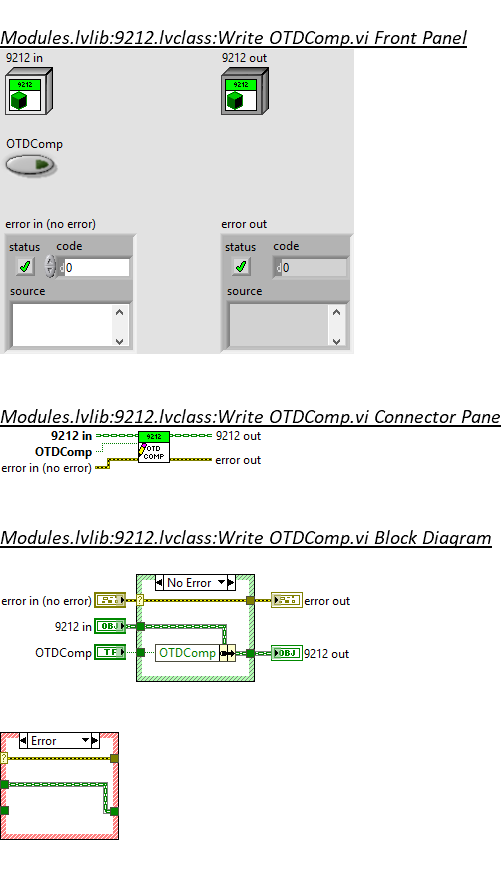 Modules.lvlib:9212.lvclass:Write OTDComp.vi Front Panel
9212 in 9212 out
9212 9212
OTDComp
error in (no error) error out
status code status code
d 0 d 0
source source
Modules.lvlib:9212.lvclass:Write OTDComp.vi Connector Pane
9212 in 9212 9212 out
OTDComp OTD
COMP
error in (no error) error out
Modules.lvlib:9212.lvclass:Write OTDComp.vi Block Diagram
No Error
error in (no error) ? error out
9212 in OBJ
OTDComp TF OTDComp OBJ 9212 out
Error
?